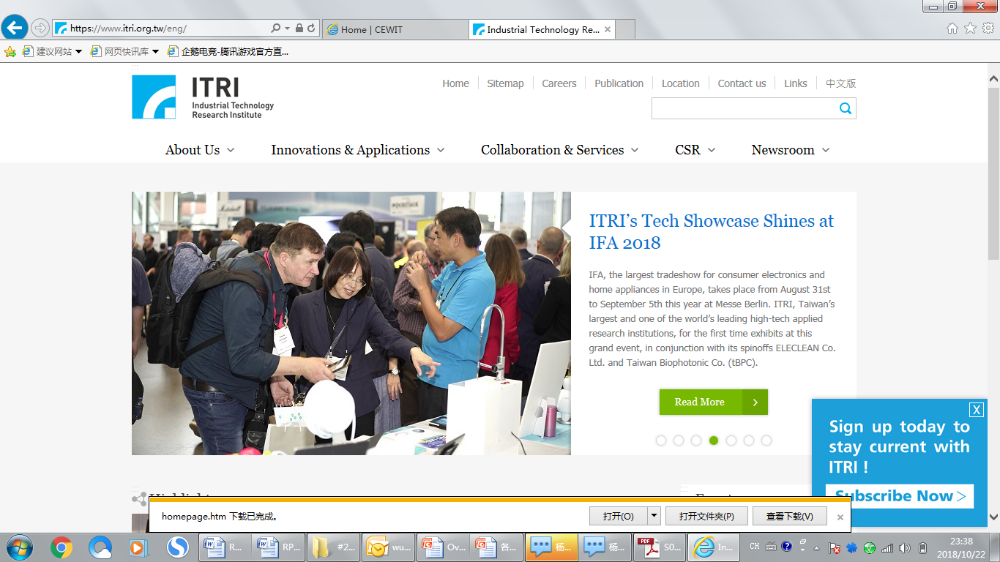 https://www.itri.org.tw/eng/
Home | CEWIT
Industrial Technology Re...
建议网站
网页快讯库
企鹅电竞-腾讯游戏官方直...
ITRI
Industrial Technology
Research Institute
Home
Sitemap
Careers
Publication
Location
Contact us
Links
中文版
About Us
Innovations & Applications
Collaboration & Services
CSR
Newsroom
ITRI’s Tech Showcase Shines at
IFA 2018
IFA, the largest tradeshow for consumer electronics and
home appliances in Europe, takes place from August 31st
to September 5th this year at Messe Berlin. ITRI, Taiwan’s
largest and one of the world’s leading high-tech applied
research institutions, for the first time exhibits at this
grand event, in conjunction with its spinoffs ELECLEAN Co.
Ltd. and Taiwan Biophotonic Co. (tBPC).
Read More
X
Sign up today to
stay current with
ITRI !
Subscribe Now >
homepage.htm 下载已完成。
打开(O)
打开文件夹(P)
查看下载(V)
R...
RP...
#2...
wu...
Ov...
各...
杨...
杨...
PDF
S0...
In...
CH
23:38
2018/10/22